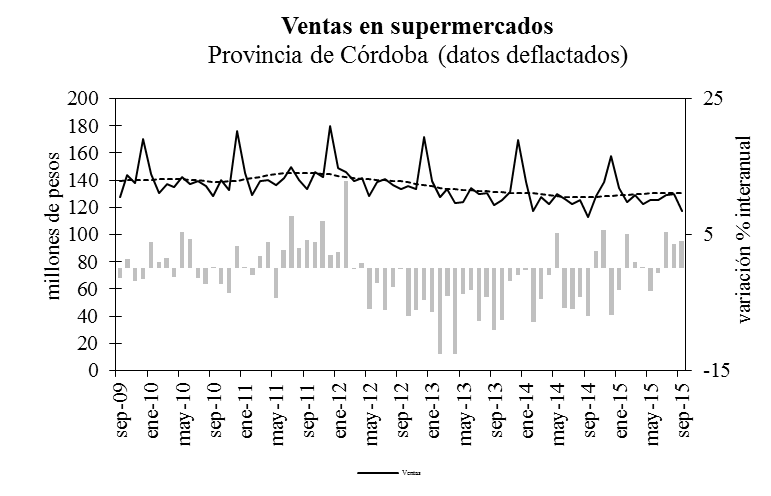 Ventas en supermercados
Provincia de Córdoba (datos deflactados)
200
180
160
140
120
100
80
60
40
20
0
millones de pesos
25
5
-15
variación % interanual
sep-09
ene-10
may-10
sep-10
ene-11
may-11
sep-11
ene-12
may-12
sep-12
ene-13
may-13
sep-13
ene-14
may-14
sep-14
ene-15
may-15
sep-15
Ventas